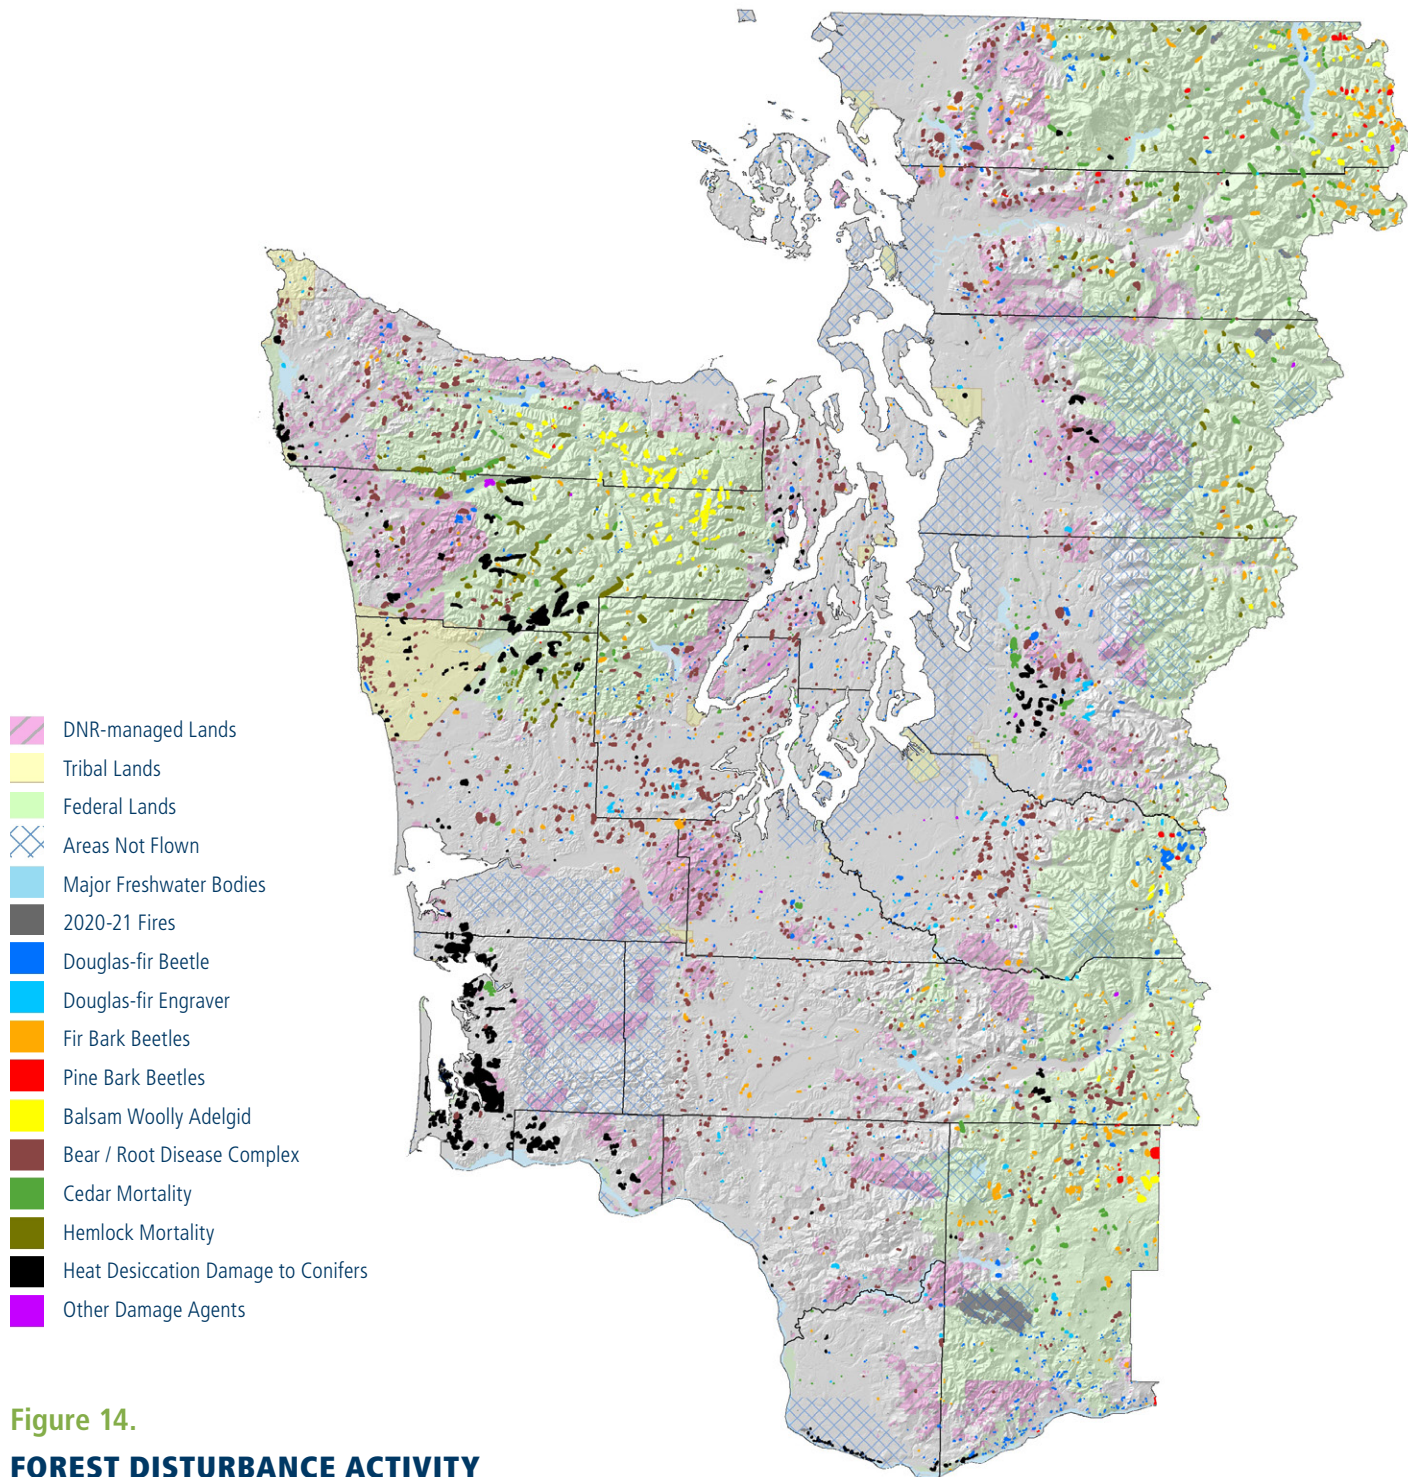 DNR-managed Lands
Tribal Lands
Federal Lands
Areas Not Flown
Major Freshwater Bodies
2020-21 Fires
Douglas-fir Beetle
Douglas-fir Engraver
Fir Bark Beetles
Pine Bark Beetles
Balsam Woolly Adelgid
Bear / Root Disease Complex
Cedar Mortality
Hemlock Mortality
Heat Desiccation Damage to Conifers
Other Damage Agents
Figure 14.
FOREST DISTURBANCE ACTIVITY